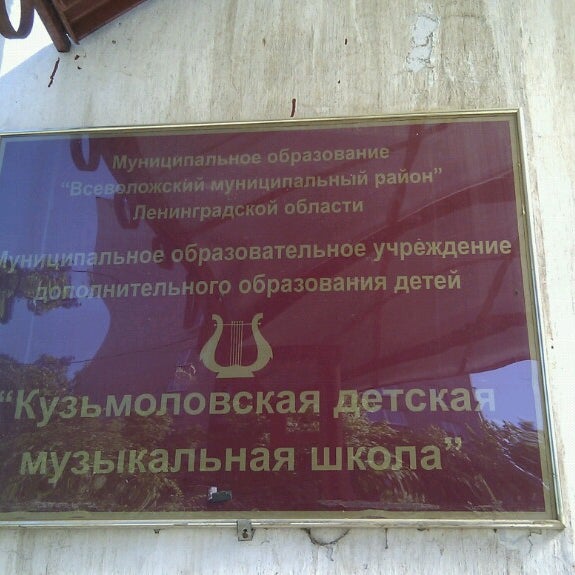 Муниципальное образование
“Всеволожский муниципальный район”
Ленинградской области
Муниципальное образовательное учреждение
дополнительного образования детей
“Кузьмоловская детская
музыкальная школа”